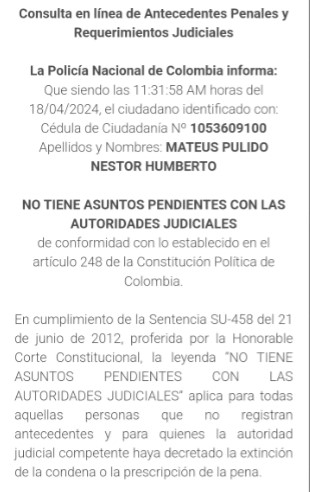 Consulta en línea de Antecedentes Penales y
Requerimientos Judiciales
La Policía Nacional de Colombia informa:
Que siendo las 11:31:58 AM horas del
18/04/2024, el ciudadano identificado con:
Cédula de Ciudadanía Nº 1053609100
Apellidos y Nombres: MATEUS PULIDO
NESTOR HUMBERTO
NO TIENE ASUNTOS PENDIENTES CON LAS
AUTORIDADES JUDICIALES
de conformidad con lo establecido en el
artículo 248 de la Constitución Política de
Colombia.
En cumplimiento de la Sentencia SU-458 del 21
de junio de 2012, proferida por la Honorable
Corte Constitucional, la leyenda “NO TIENE
ASUNTOS PENDIENTES CON LAS
AUTORIDADES JUDICIALES” aplica para todas
aquellas personas que no registran
antecedentes y para quienes la autoridad
judicial competente haya decretado la extinción
de la condena o la prescripción de la pena.